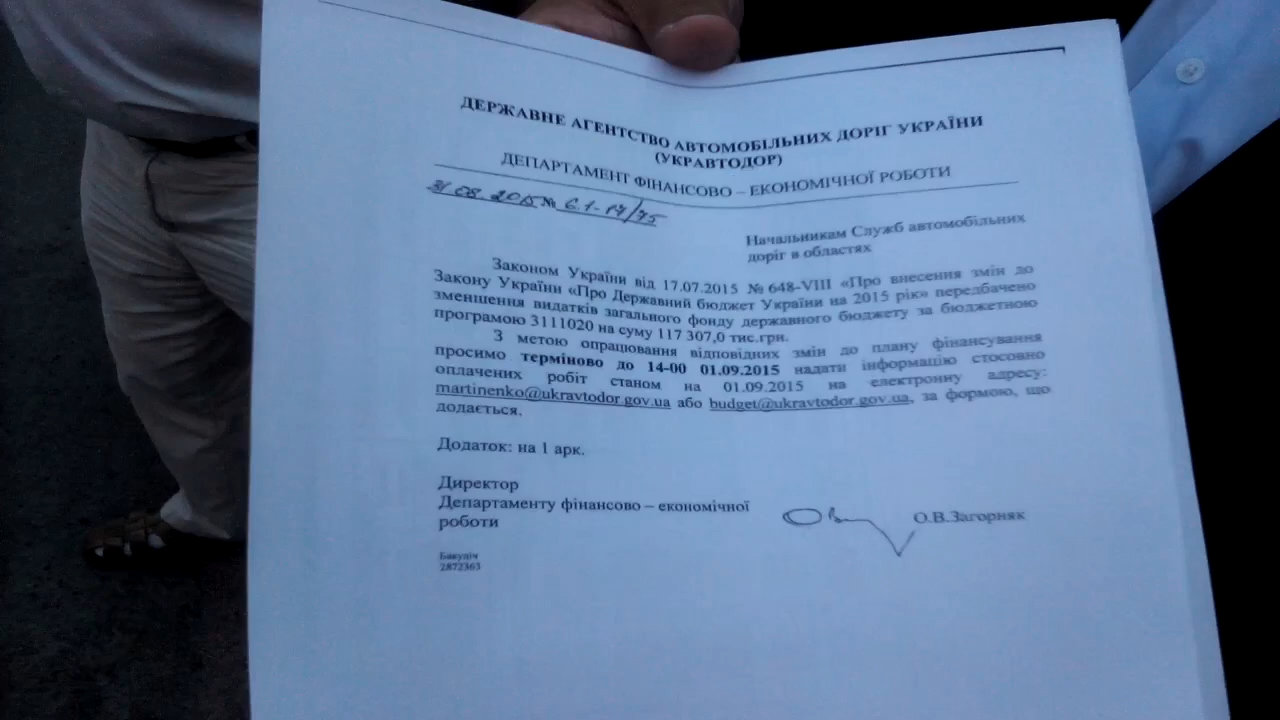 ДЕРЖАВНЕ АГЕНТСТВО АВТОМОБІЛЬНИХ ДОРІГ УКРАЇНИ
(УКРАВТОДОР)
ДЕПАРТАМЕНТ ФІНАНСОВО – ЕКОНОМІЧНОЇ РОБОТИ
31.08.2015 № 6.1-17/75
Начальникам Служб автомобільних
доріг в областях
Законом України від 17.07.2015 № 648-VIII «Про внесення змін до
Закону України «Про Державний бюджет України на 2015 рік» передбачено
зменшення видатків загального фонду державного бюджету за бюджетною
програмою 3111020 на суму 117 307,0 тис.грн.
З метою опрацювання відповідних змін до плану фінансування
просимо терміново до 14-00 01.09.2015 надати інформацію стосовно
оплачених робіт станом на 01.09.2015 на електронну адресу:
martinenko@ukravtodor.gov.ua або budget@ukravtodor.gov.ua, за формою, що
додається.
Додаток: на 1 арк.
Директор
Департаменту фінансово – економічної
роботи
О.В.Загорняк
Бакуліч
2872363